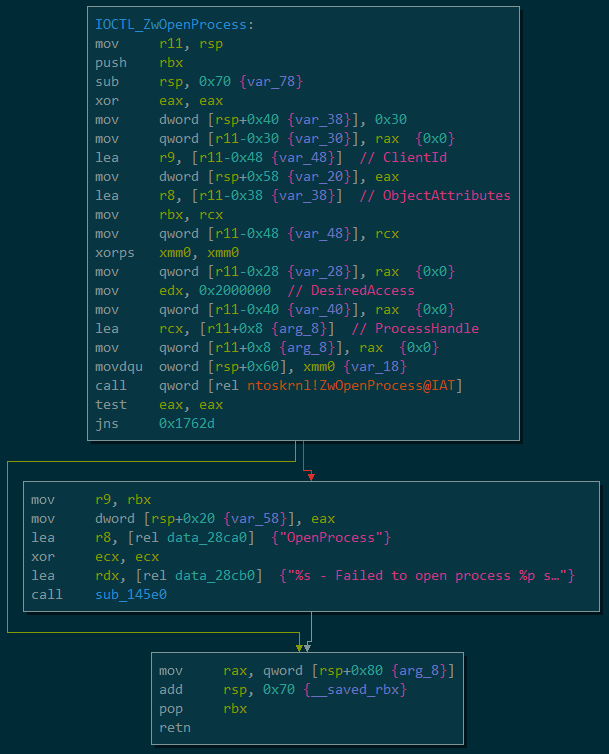 IOCTL_ZwOpenProcess:
mov r11, rsp
push rbx
sub rsp, 0x70 {var_78}
xor eax, eax
mov dword [rsp+0x40 {var_38}], 0x30
mov qword [r11-0x30 {var_30}], rax {0x0}
lea r9, [r11-0x48 {var_48}] // ClientId
mov dword [rsp+0x58 {var_20}], eax
lea r8, [r11-0x38 {var_38}] // ObjectAttributes
mov rbx, rcx
mov qword [r11-0x48 {var_48}], rcx
xorps xmm0, xmm0
mov qword [r11-0x28 {var_28}], rax {0x0}
mov edx, 0x2000000 // DesiredAccess
mov qword [r11-0x40 {var_40}], rax {0x0}
lea rcx, [r11+0x8 {arg_8}] // ProcessHandle
mov qword [r11+0x8 {arg_8}], rax {0x0}
movdqu oword [rsp+0x60], xmm0 {var_18}
call qword [rel ntoskrnl!ZwOpenProcess@IAT]
test eax, eax
jns 0x1762d
mov r9, rbx
mov dword [rsp+0x20 {var_58}], eax
lea r8, [rel data_28ca0] {"OpenProcess"}
xor ecx, ecx
lea rdx, [rel data_28cb0] {"%s - Failed to open process %p s…"}
call sub_145e0
mov rax, qword [rsp+0x80 {arg_8}]
add rsp, 0x70 {__saved_rbx}
pop rbx
retn